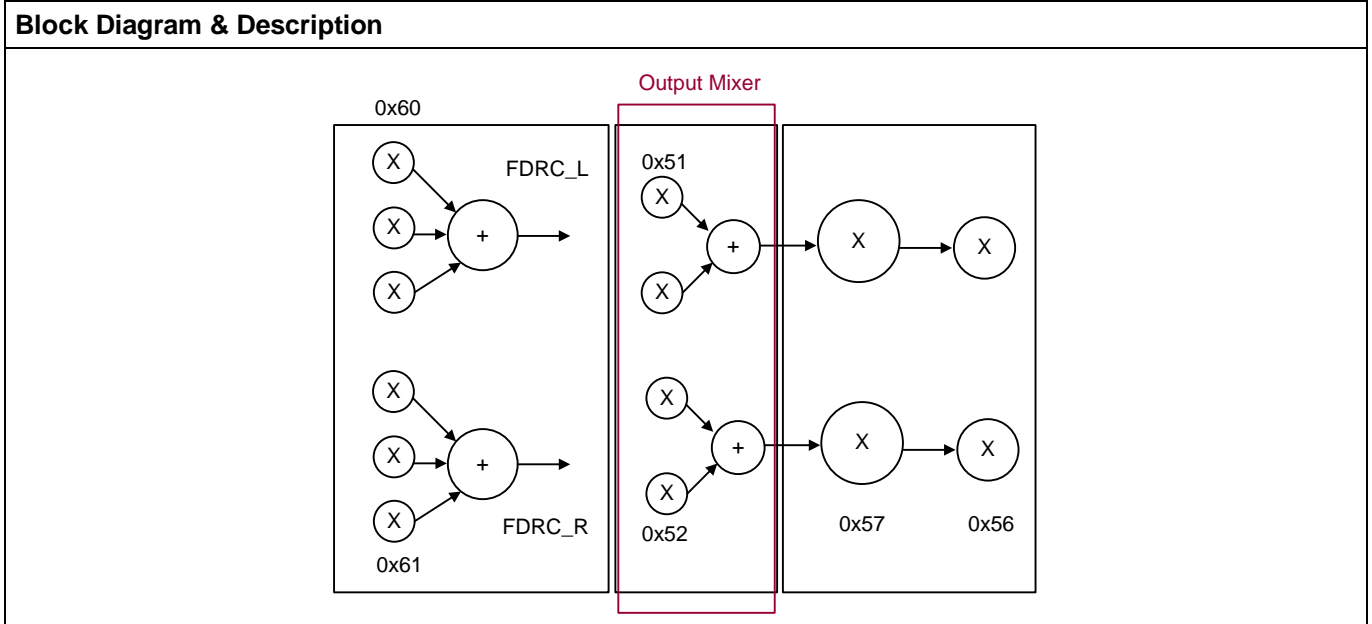 Block Diagram & Description
Output Mixer
0x60
X
X
X
+
FDRC_L
0x51
X
X
+
X
X
X
X
X
+
FDRC_R
0x61
X
X
+
0x52
X
X
0x57
0x56